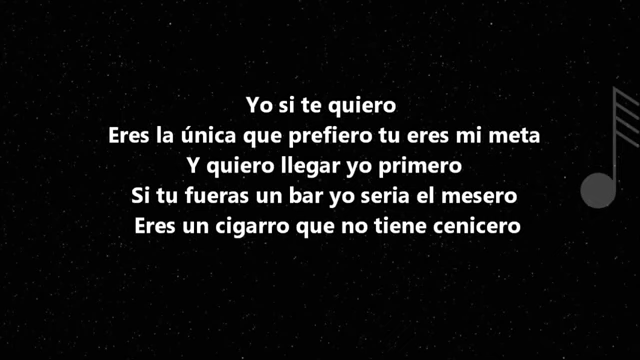 Yo si te quiero
Eres la única que prefiero tu eres mi meta
Y quiero llegar yo primero
Si tu fueras un bar yo seria el mesero
Eres un cigarro que no tiene cenicero